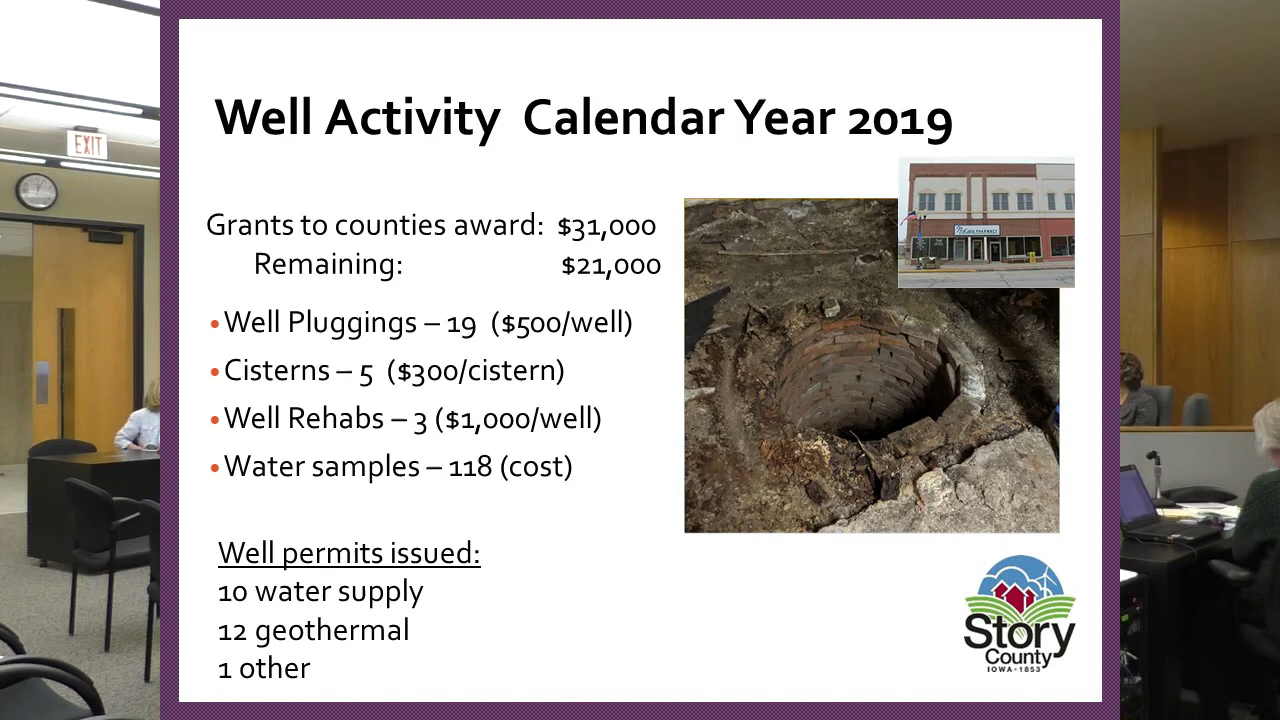 Well Activity  Calendar Year 2019
EXIT
Grants to counties award:  $31,000
Remaining:  $21,000
• Well Pluggings – 19  ($500/well)
• Cisterns – 5  ($300/cistern)
• Well Rehabs – 3 ($1,000/well)
• Water samples – 118 (cost)
Well permits issued:
10 water supply
12 geothermal
1 other
Story
County
IOWA - 1853